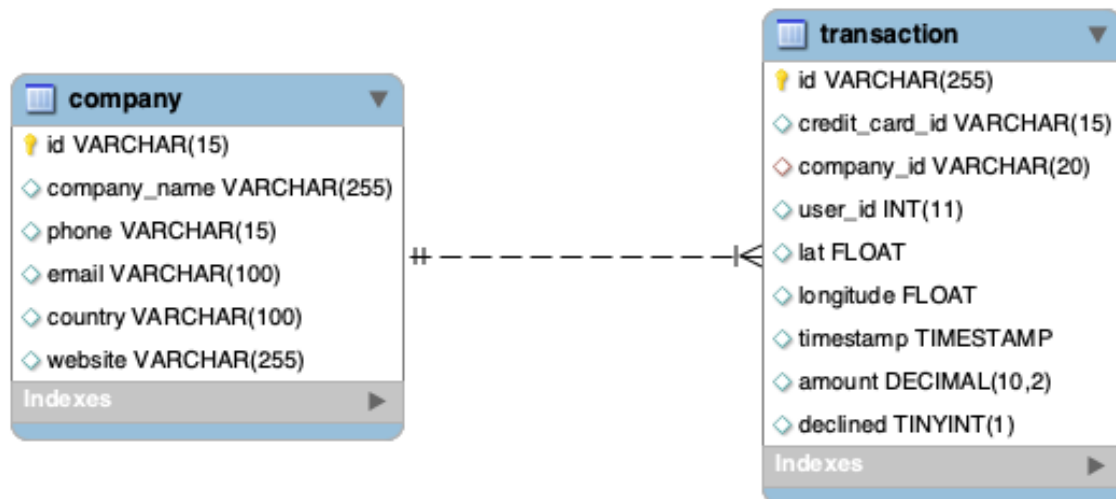 company
id VARCHAR(15)
company_name VARCHAR(255)
phone VARCHAR(15)
email VARCHAR(100)
country VARCHAR(100)
website VARCHAR(255)
Indexes
transaction
id VARCHAR(255)
credit_card_id VARCHAR(15)
company_id VARCHAR(20)
user_id INT(11)
lat FLOAT
longitude FLOAT
timestamp TIMESTAMP
amount DECIMAL(10,2)
declined TINYINT(1)
Indexes